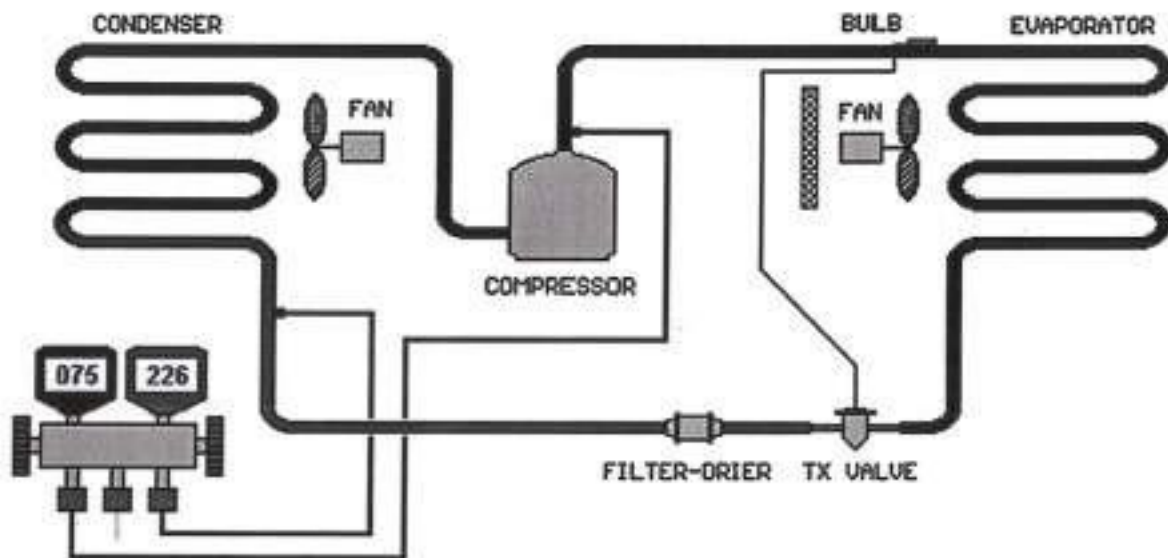 CONDENSER
BULB
EVAPORATOR
FAN
FAN
COMPRESSOR
075
226
FILTER-DRIER
TX VALVE